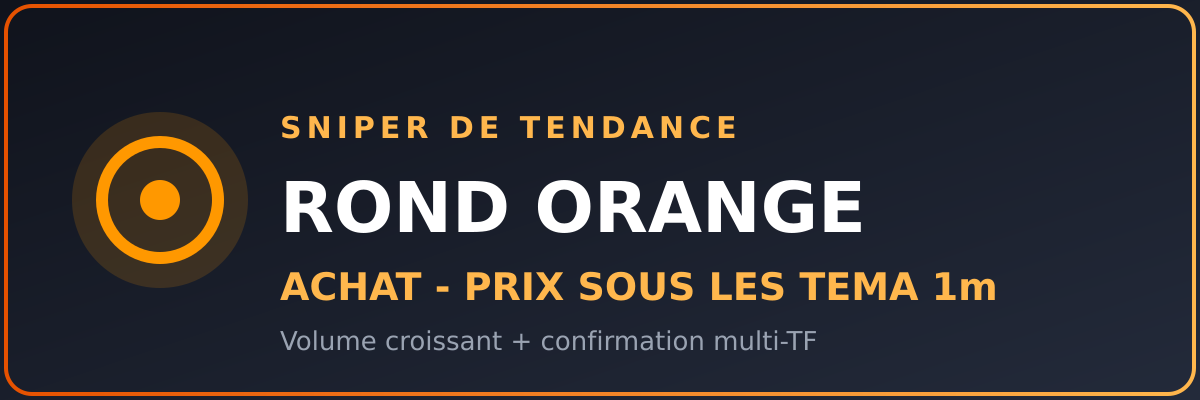 SNIPER DE TENDANCE
ROND ORANGE
ACHAT - PRIX SOUS LES TEMA 1m
Volume croissant + confirmation multi-TF